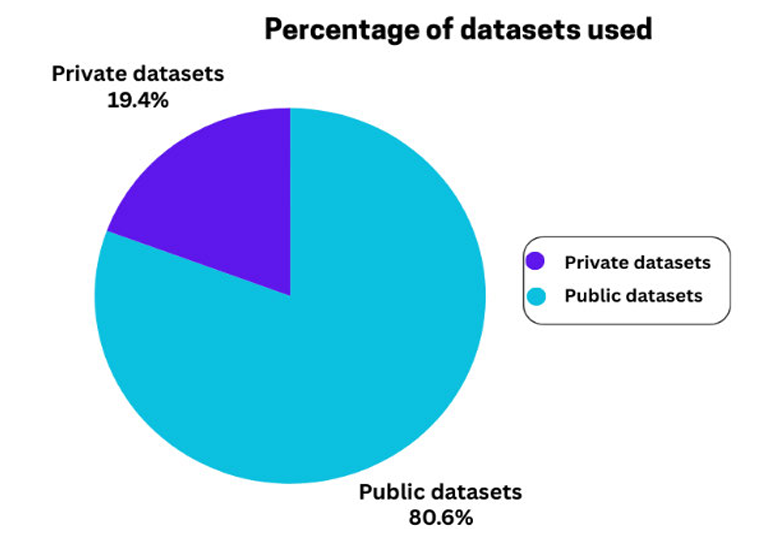 Percentage of datasets used
Private datasets
19.4%
Private datasets
Public datasets
Public datasets
80.6%